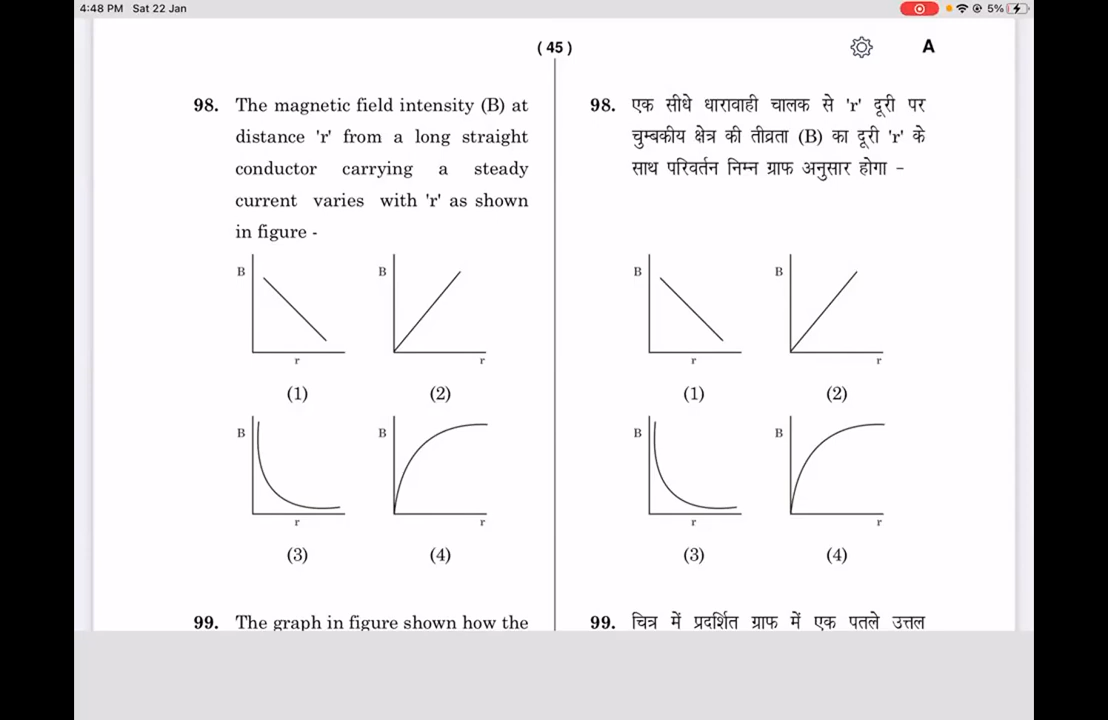 4:48 PM Sat 22 Jan
5%
( 45 )
A
98. The magnetic field intensity (B) at
distance 'r' from a long straight
conductor carrying a steady
current varies with 'r' as shown
in figure -
B
r
(1)
B
r
(2)
B
r
(3)
B
r
(4)
99. The graph in figure shown how the
98. एक सीधे धारावाही चालक से 'r' दूरी पर
चुम्बकीय क्षेत्र की तीव्रता (B) का दूरी 'r' के
साथ परिवर्तन निम्न ग्राफ अनुसार होगा -
B
r
(1)
B
r
(2)
B
r
(3)
B
r
(4)
99. चित्र में प्रदर्शित ग्राफ में एक पतले उत्तल